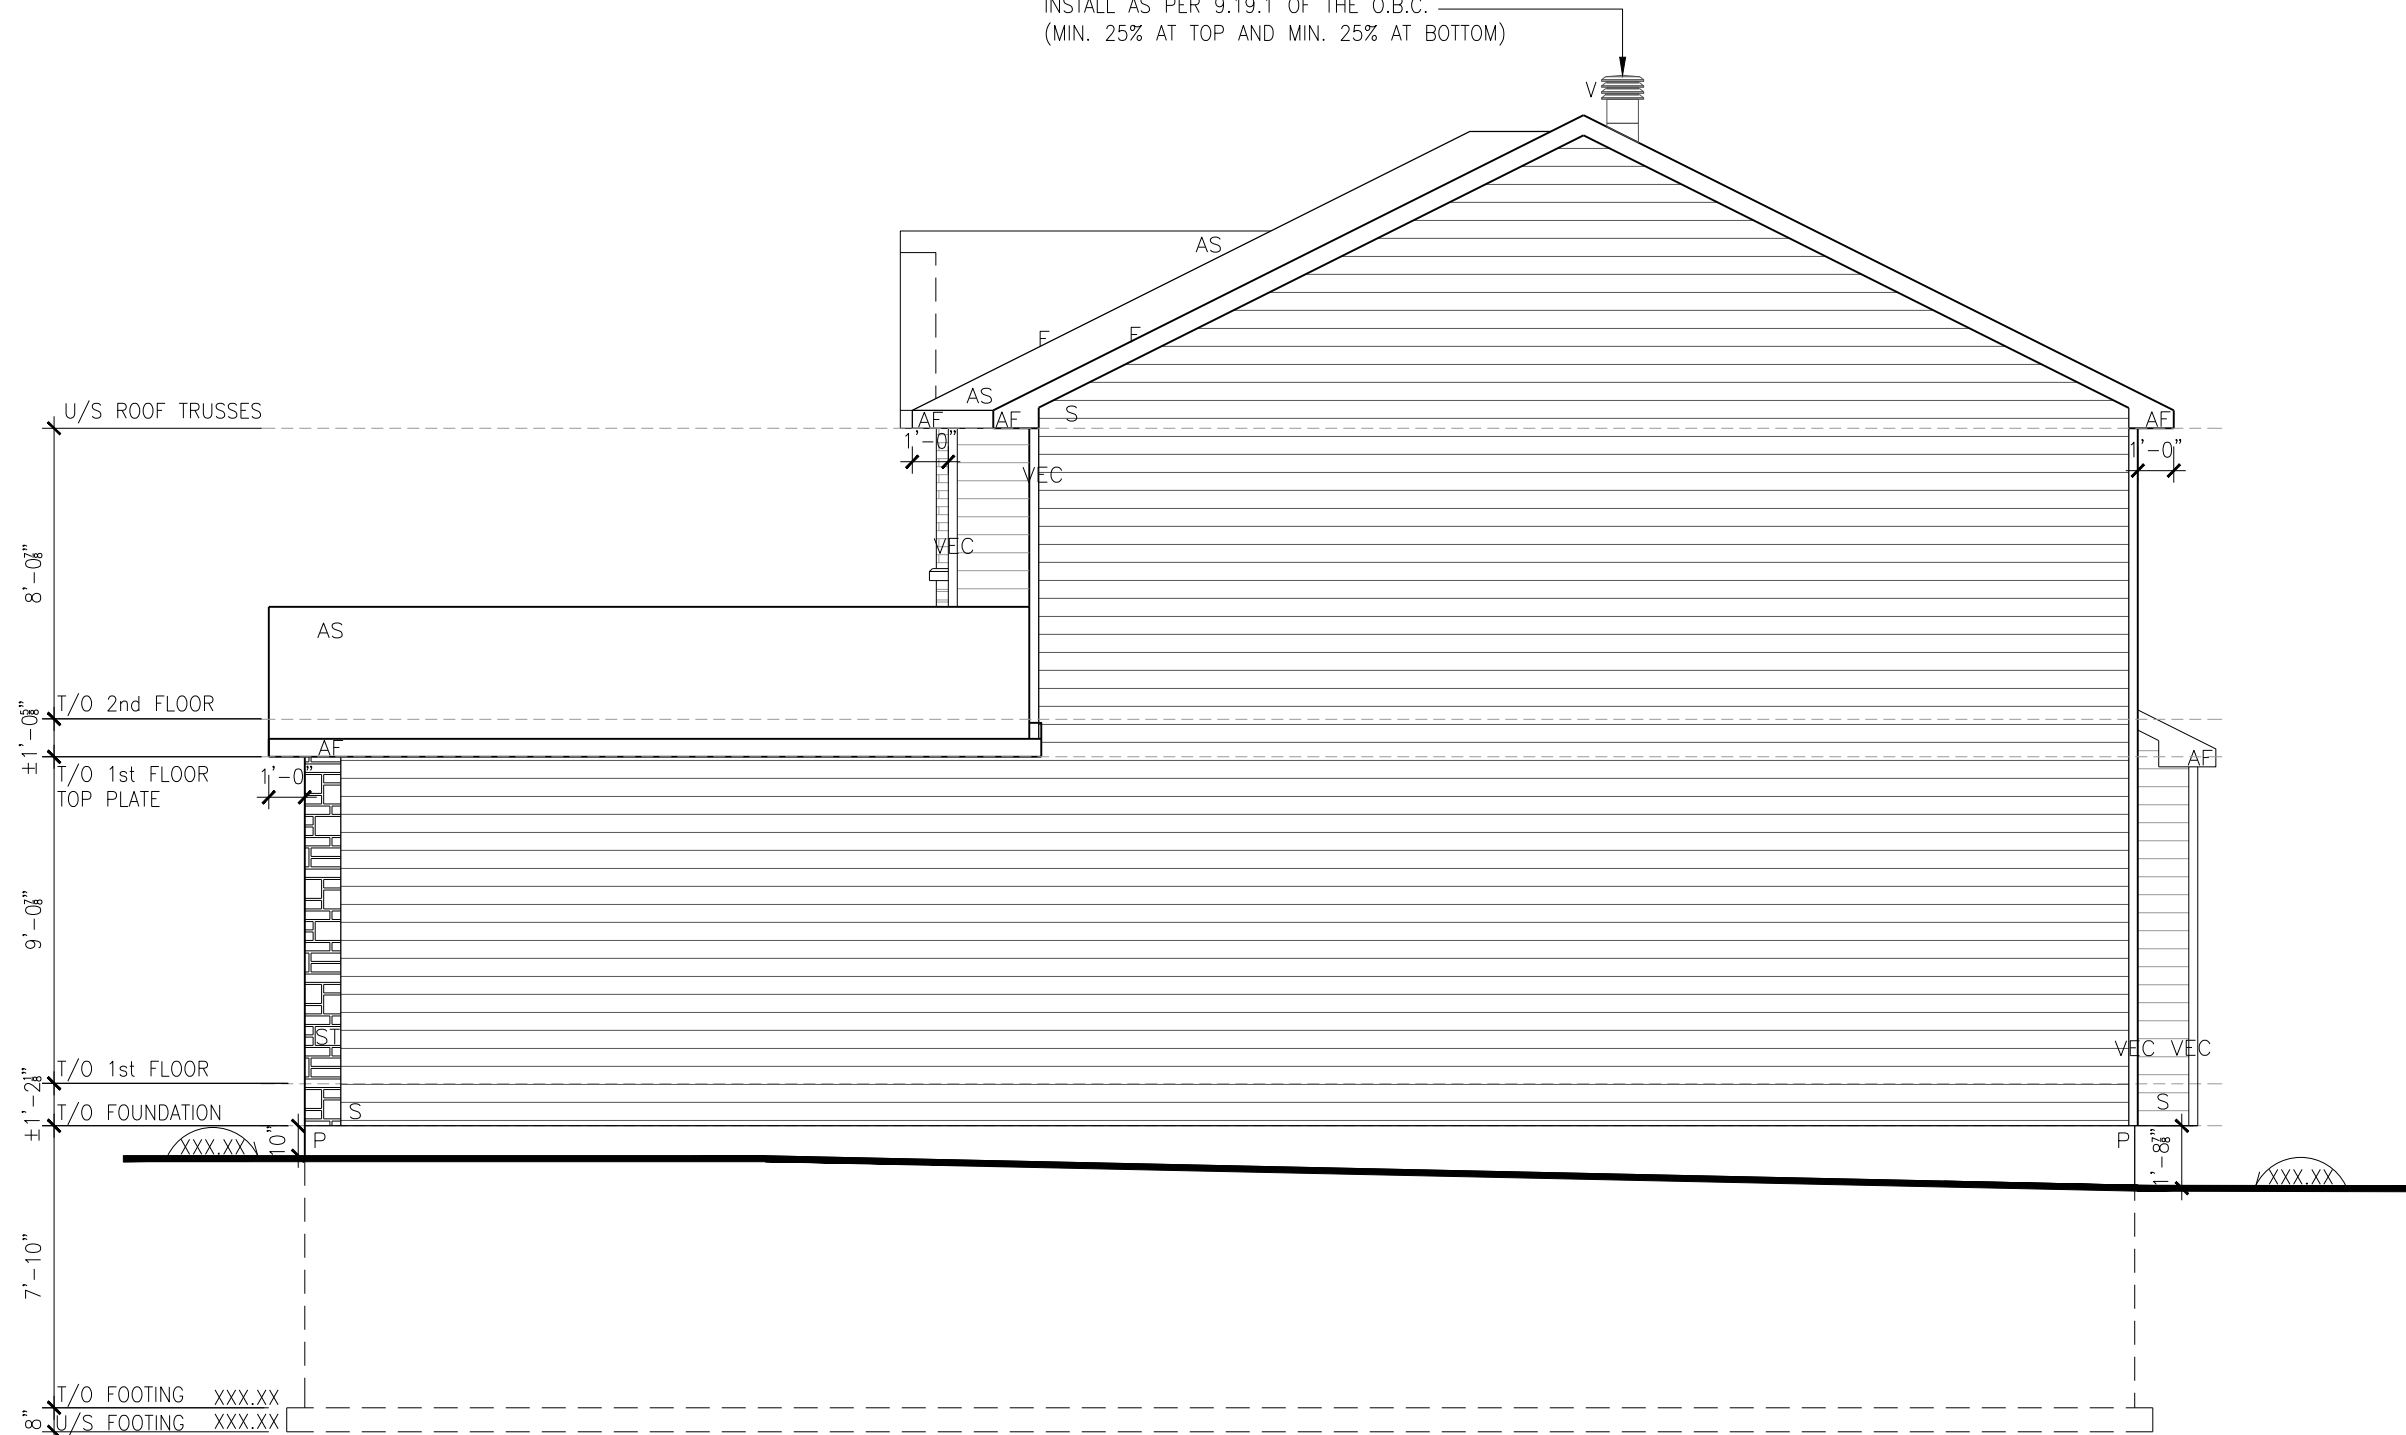 INSTALL AS PER 9.19.1 OF THE O.B.C.
(MIN. 25% AT TOP AND MIN. 25% AT BOTTOM)
V
AS
F
F
AS
U/S ROOF TRUSSES
AF
AF
S
AF
1'-0"
1'-0"
VEC
VEC
8'-0⅞"
AS
T/O 2nd FLOOR
±1'-0⅝"
AF
AF
T/O 1st FLOOR
TOP PLATE
1'-0"
9'-0⅞"
ST
VEC
VEC
T/O 1st FLOOR
±1'-2⅛"
S
T/O FOUNDATION
S
10"
P
P
1'-8⅞"
XXX.XX
XXX.XX
7'-10"
T/O FOOTING XXX.XX
8"
U/S FOOTING XXX.XX